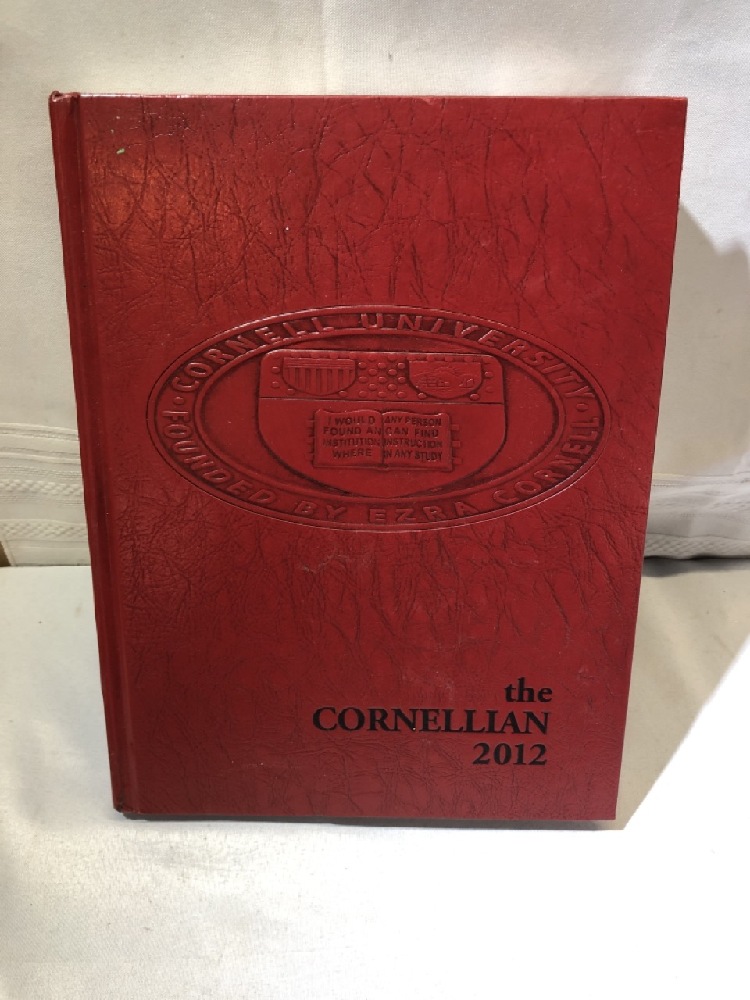 CORNELL UNIVERSITY
FOUNDED BY EZRA CORNELL
I WOULD FOUND AN INSTITUTION WHERE
ANY PERSON CAN FIND INSTRUCTION IN ANY STUDY
the
CORNELLIAN
2012